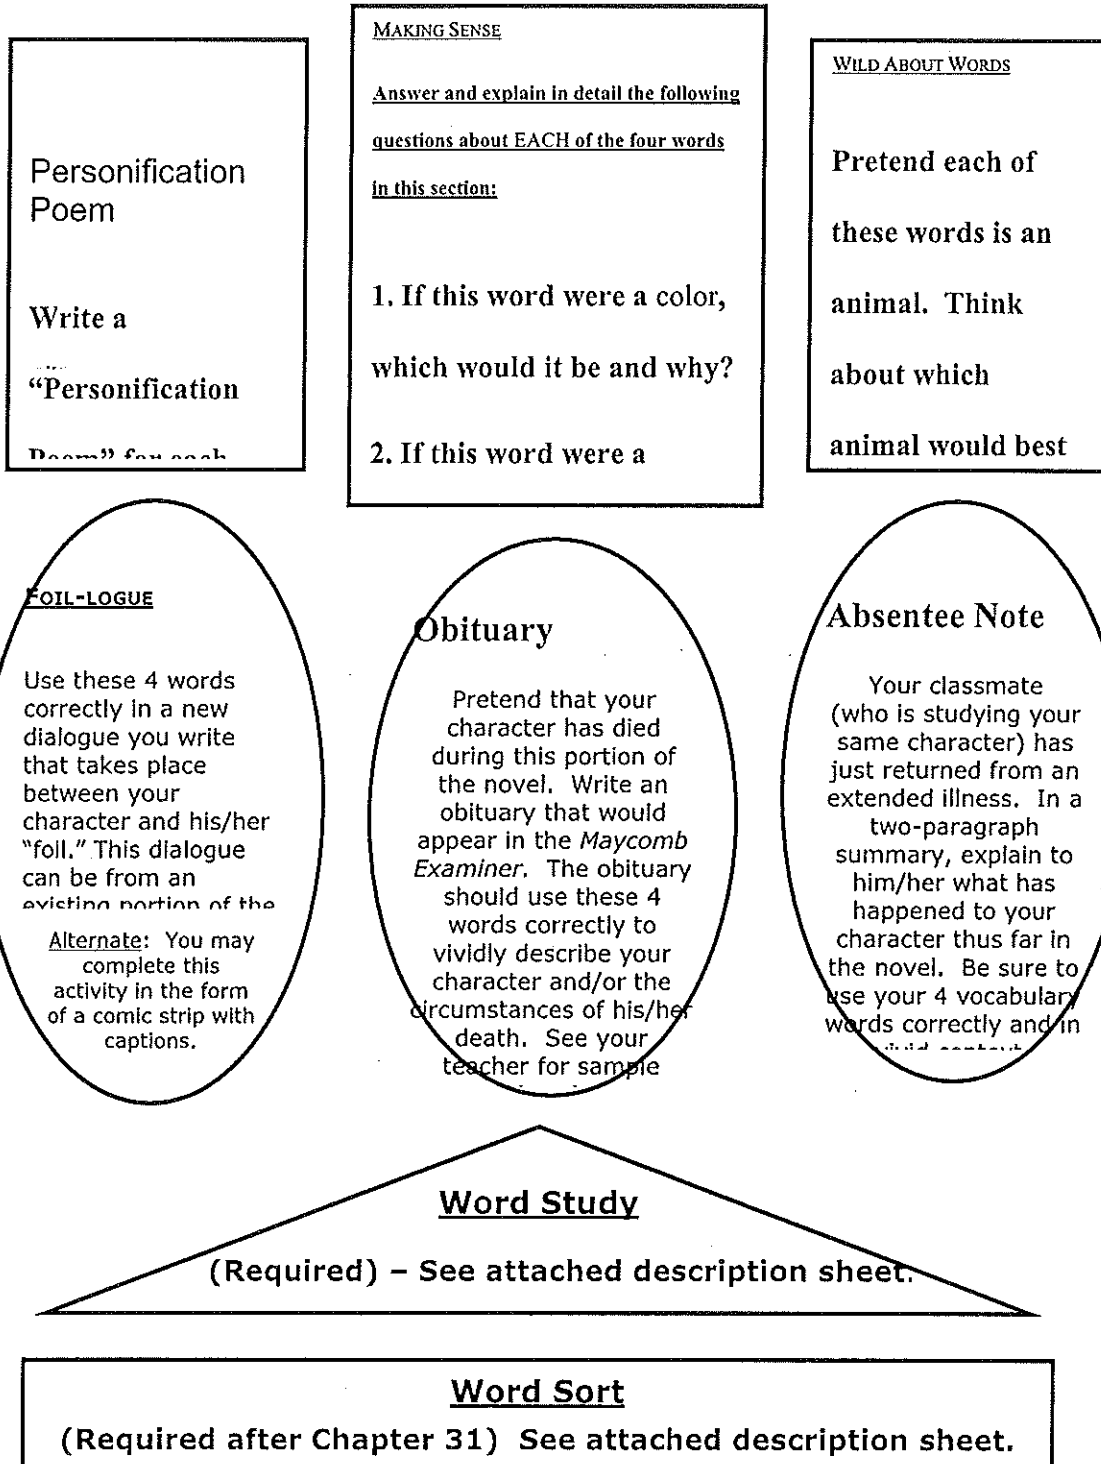 Personification
Poem
Write a
“Personification
Poem” for each
MAKING SENSE
Answer and explain in detail the following
questions about EACH of the four words
in this section:
1. If this word were a color,
which would it be and why?
2. If this word were a
WILD ABOUT WORDS
Pretend each of
these words is an
animal. Think
about which
animal would best
FOIL-LOGUE
Use these 4 words
correctly in a new
dialogue you write
that takes place
between your
character and his/her
“foil.” This dialogue
can be from an
existing portion of the
Alternate: You may
complete this
activity in the form
of a comic strip with
captions.
Obituary
Pretend that your
character has died
during this portion of
the novel. Write an
obituary that would
appear in the Maycomb
Examiner. The obituary
should use these 4
words correctly to
vividly describe your
character and/or the
circumstances of his/her
death. See your
teacher for sample
Absentee Note
Your classmate
(who is studying your
same character) has
just returned from an
extended illness. In a
two-paragraph
summary, explain to
him/her what has
happened to your
character thus far in
the novel. Be sure to
use your 4 vocabulary
words correctly and in
vivid context
Word Study
(Required) – See attached description sheet.
Word Sort
(Required after Chapter 31) See attached description sheet.